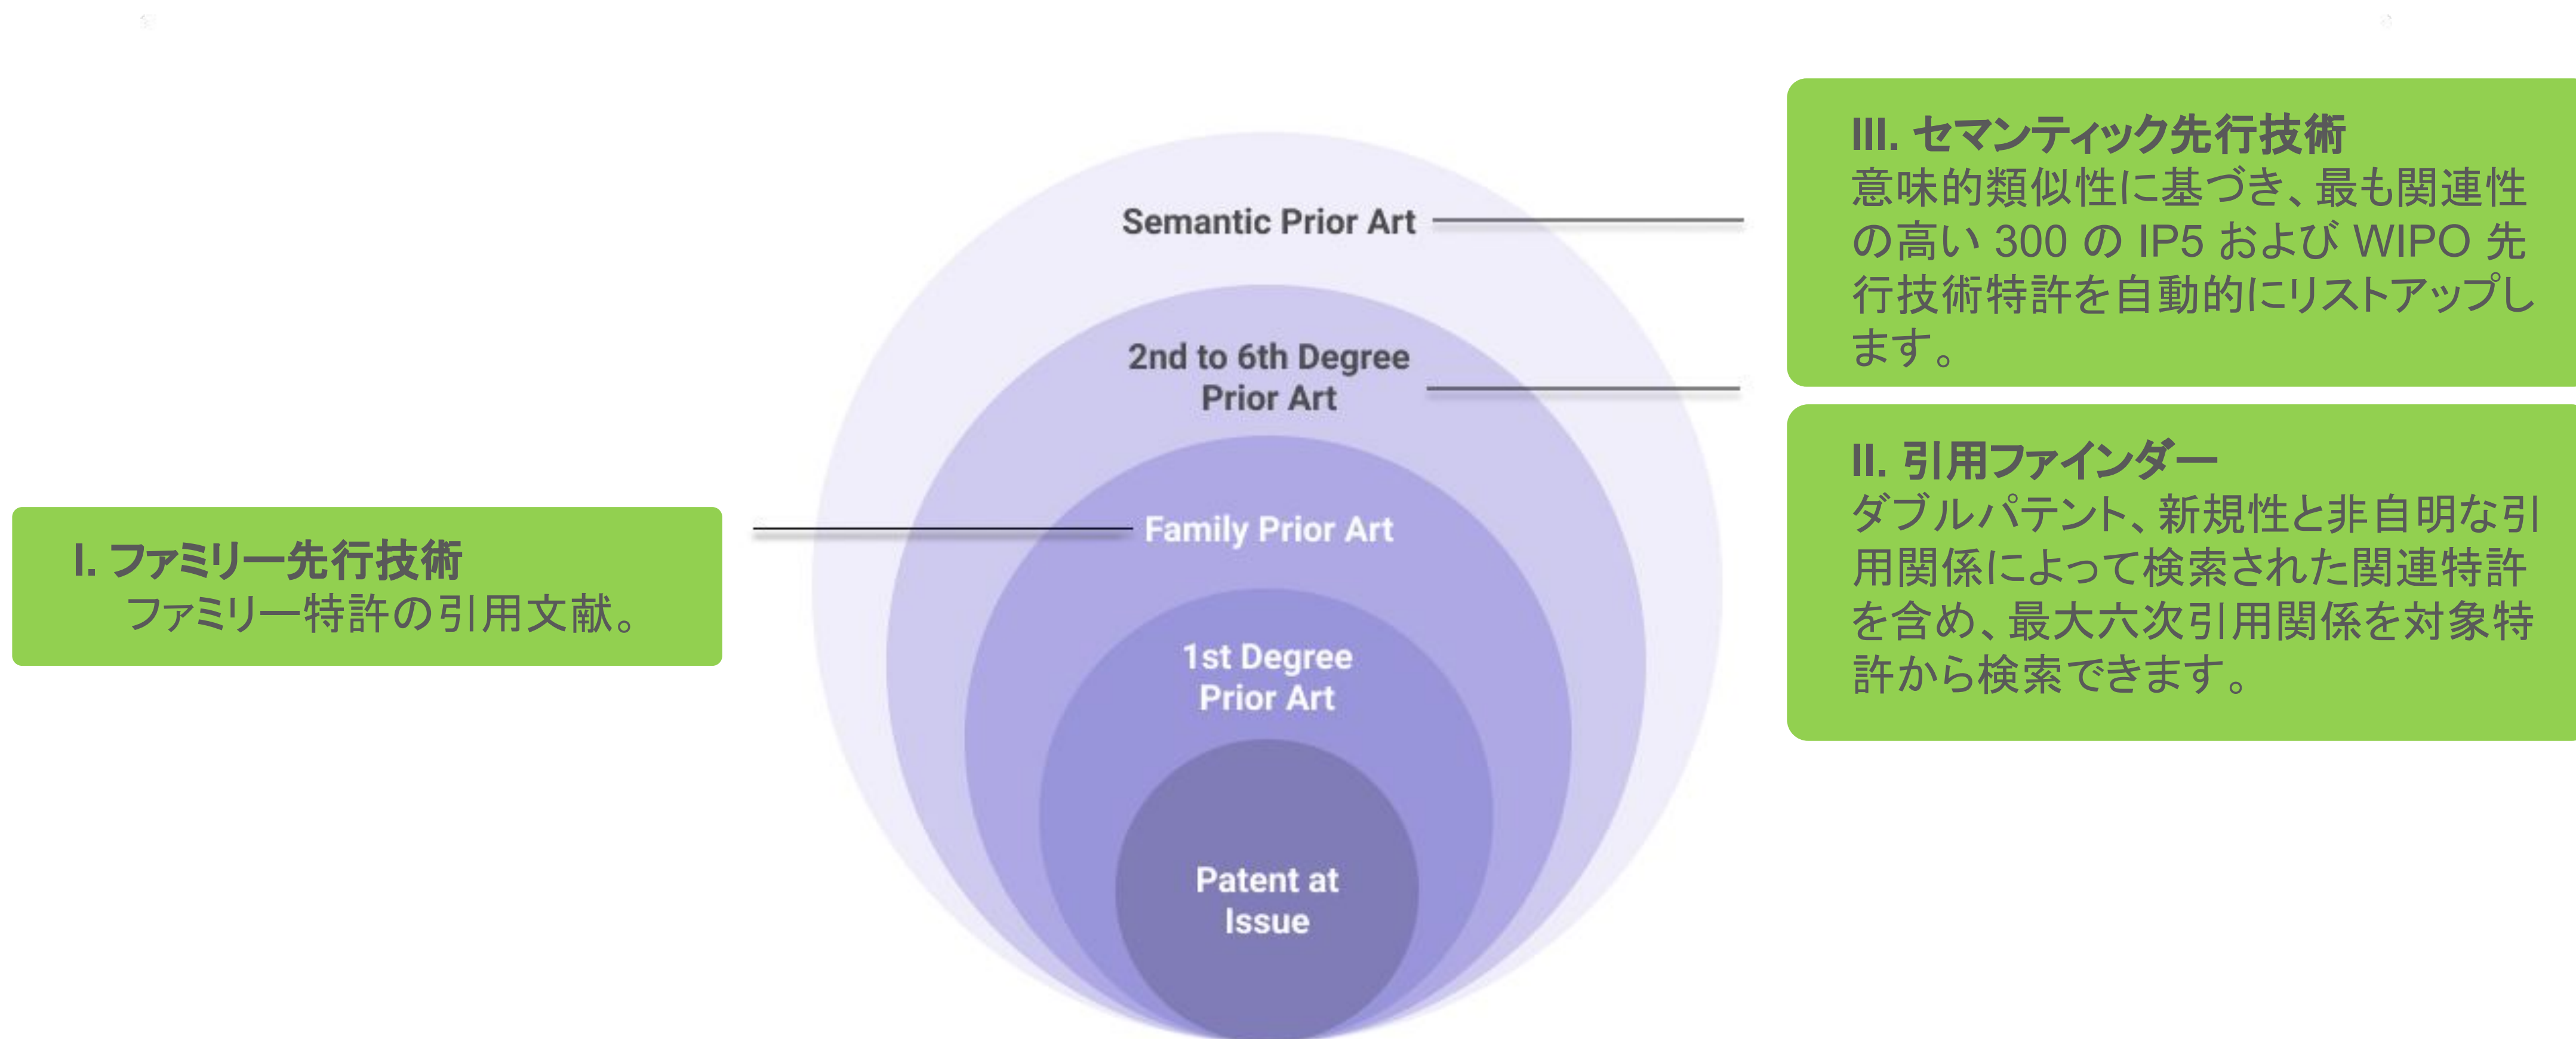 III. セマンティック先行技術
意味的類似性に基づき、最も関連性
の高い 300 の IP5 および WIPO 先
行技術特許を自動的にリストアップし
ます。
Semantic Prior Art
2nd to 6th Degree
Prior Art
II. 引用ファインダー
ダブルパテント、新規性と非自明な引
用関係によって検索された関連特許
を含め、最大六次引用関係を対象特
許から検索できます。
I. ファミリー先行技術
ファミリー特許の引用文献。
Family Prior Art
1st Degree
Prior Art
Patent at
Issue